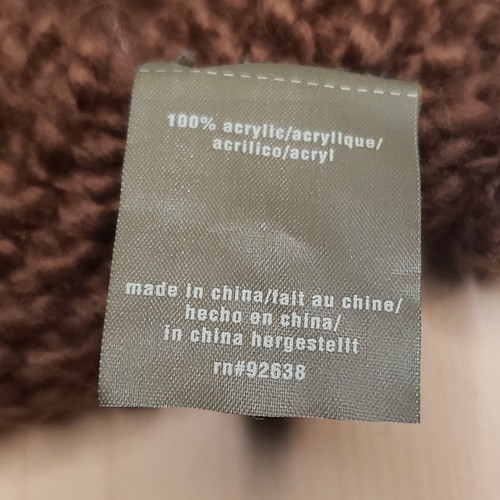 100% acrylic/acrylique/
acrilico/acryl
made in china/fait au chine/
hecho en china/
in china hergestellt
rn#92638